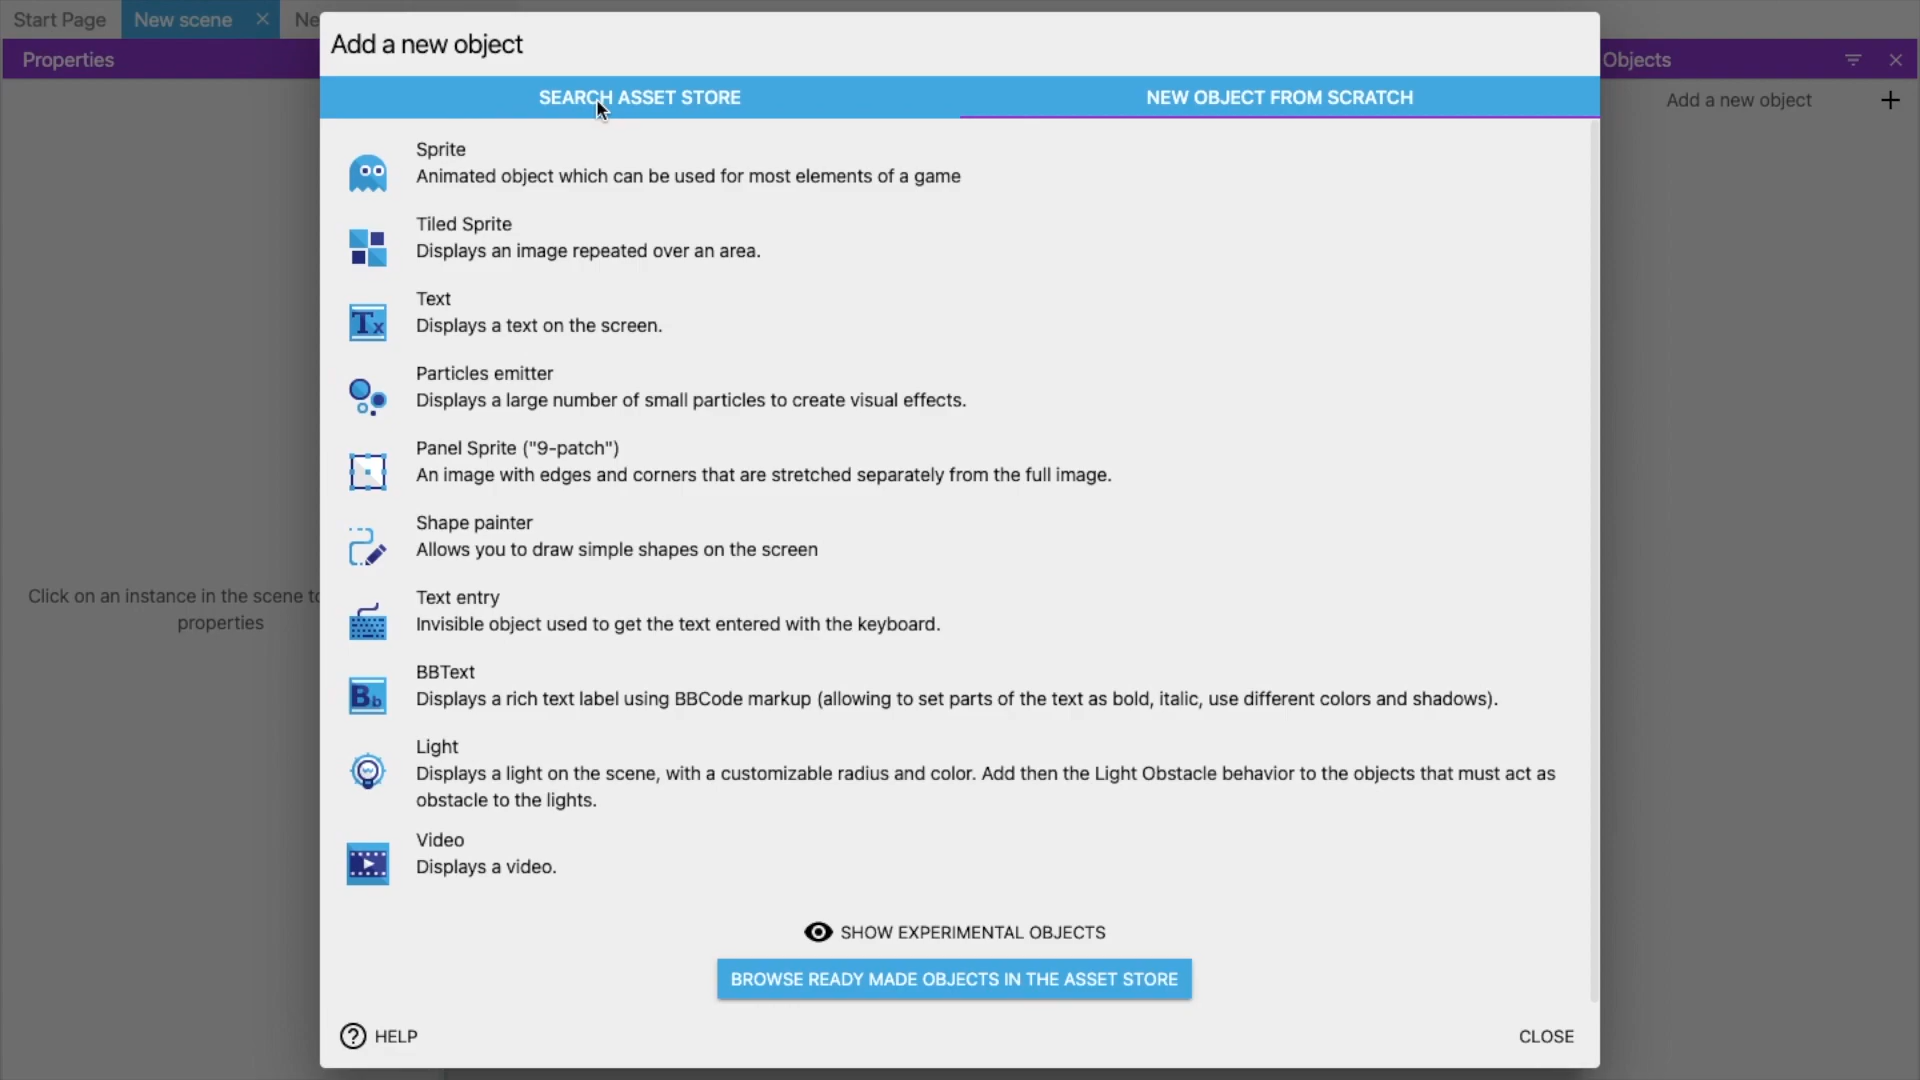 Start Page
New scene
Ne
Properties
Objects
Add a new object
Add a new object
SEARCH ASSET STORE
NEW OBJECT FROM SCRATCH
Sprite
Animated object which can be used for most elements of a game
Tiled Sprite
Displays an image repeated over an area.
Tx
Text
Displays a text on the screen.
Particles emitter
Displays a large number of small particles to create visual effects.
Panel Sprite ("9-patch")
An image with edges and corners that are stretched separately from the full image.
Shape painter
Allows you to draw simple shapes on the screen
Text entry
Invisible object used to get the text entered with the keyboard.
Click on an instance in the scene to
properties
Bb
BBText
Displays a rich text label using BBCode markup (allowing to set parts of the text as bold, italic, use different colors and shadows).
Light
Displays a light on the scene, with a customizable radius and color. Add then the Light Obstacle behavior to the objects that must act as
obstacle to the lights.
Video
Displays a video.
SHOW EXPERIMENTAL OBJECTS
BROWSE READY MADE OBJECTS IN THE ASSET STORE
? HELP
CLOSE